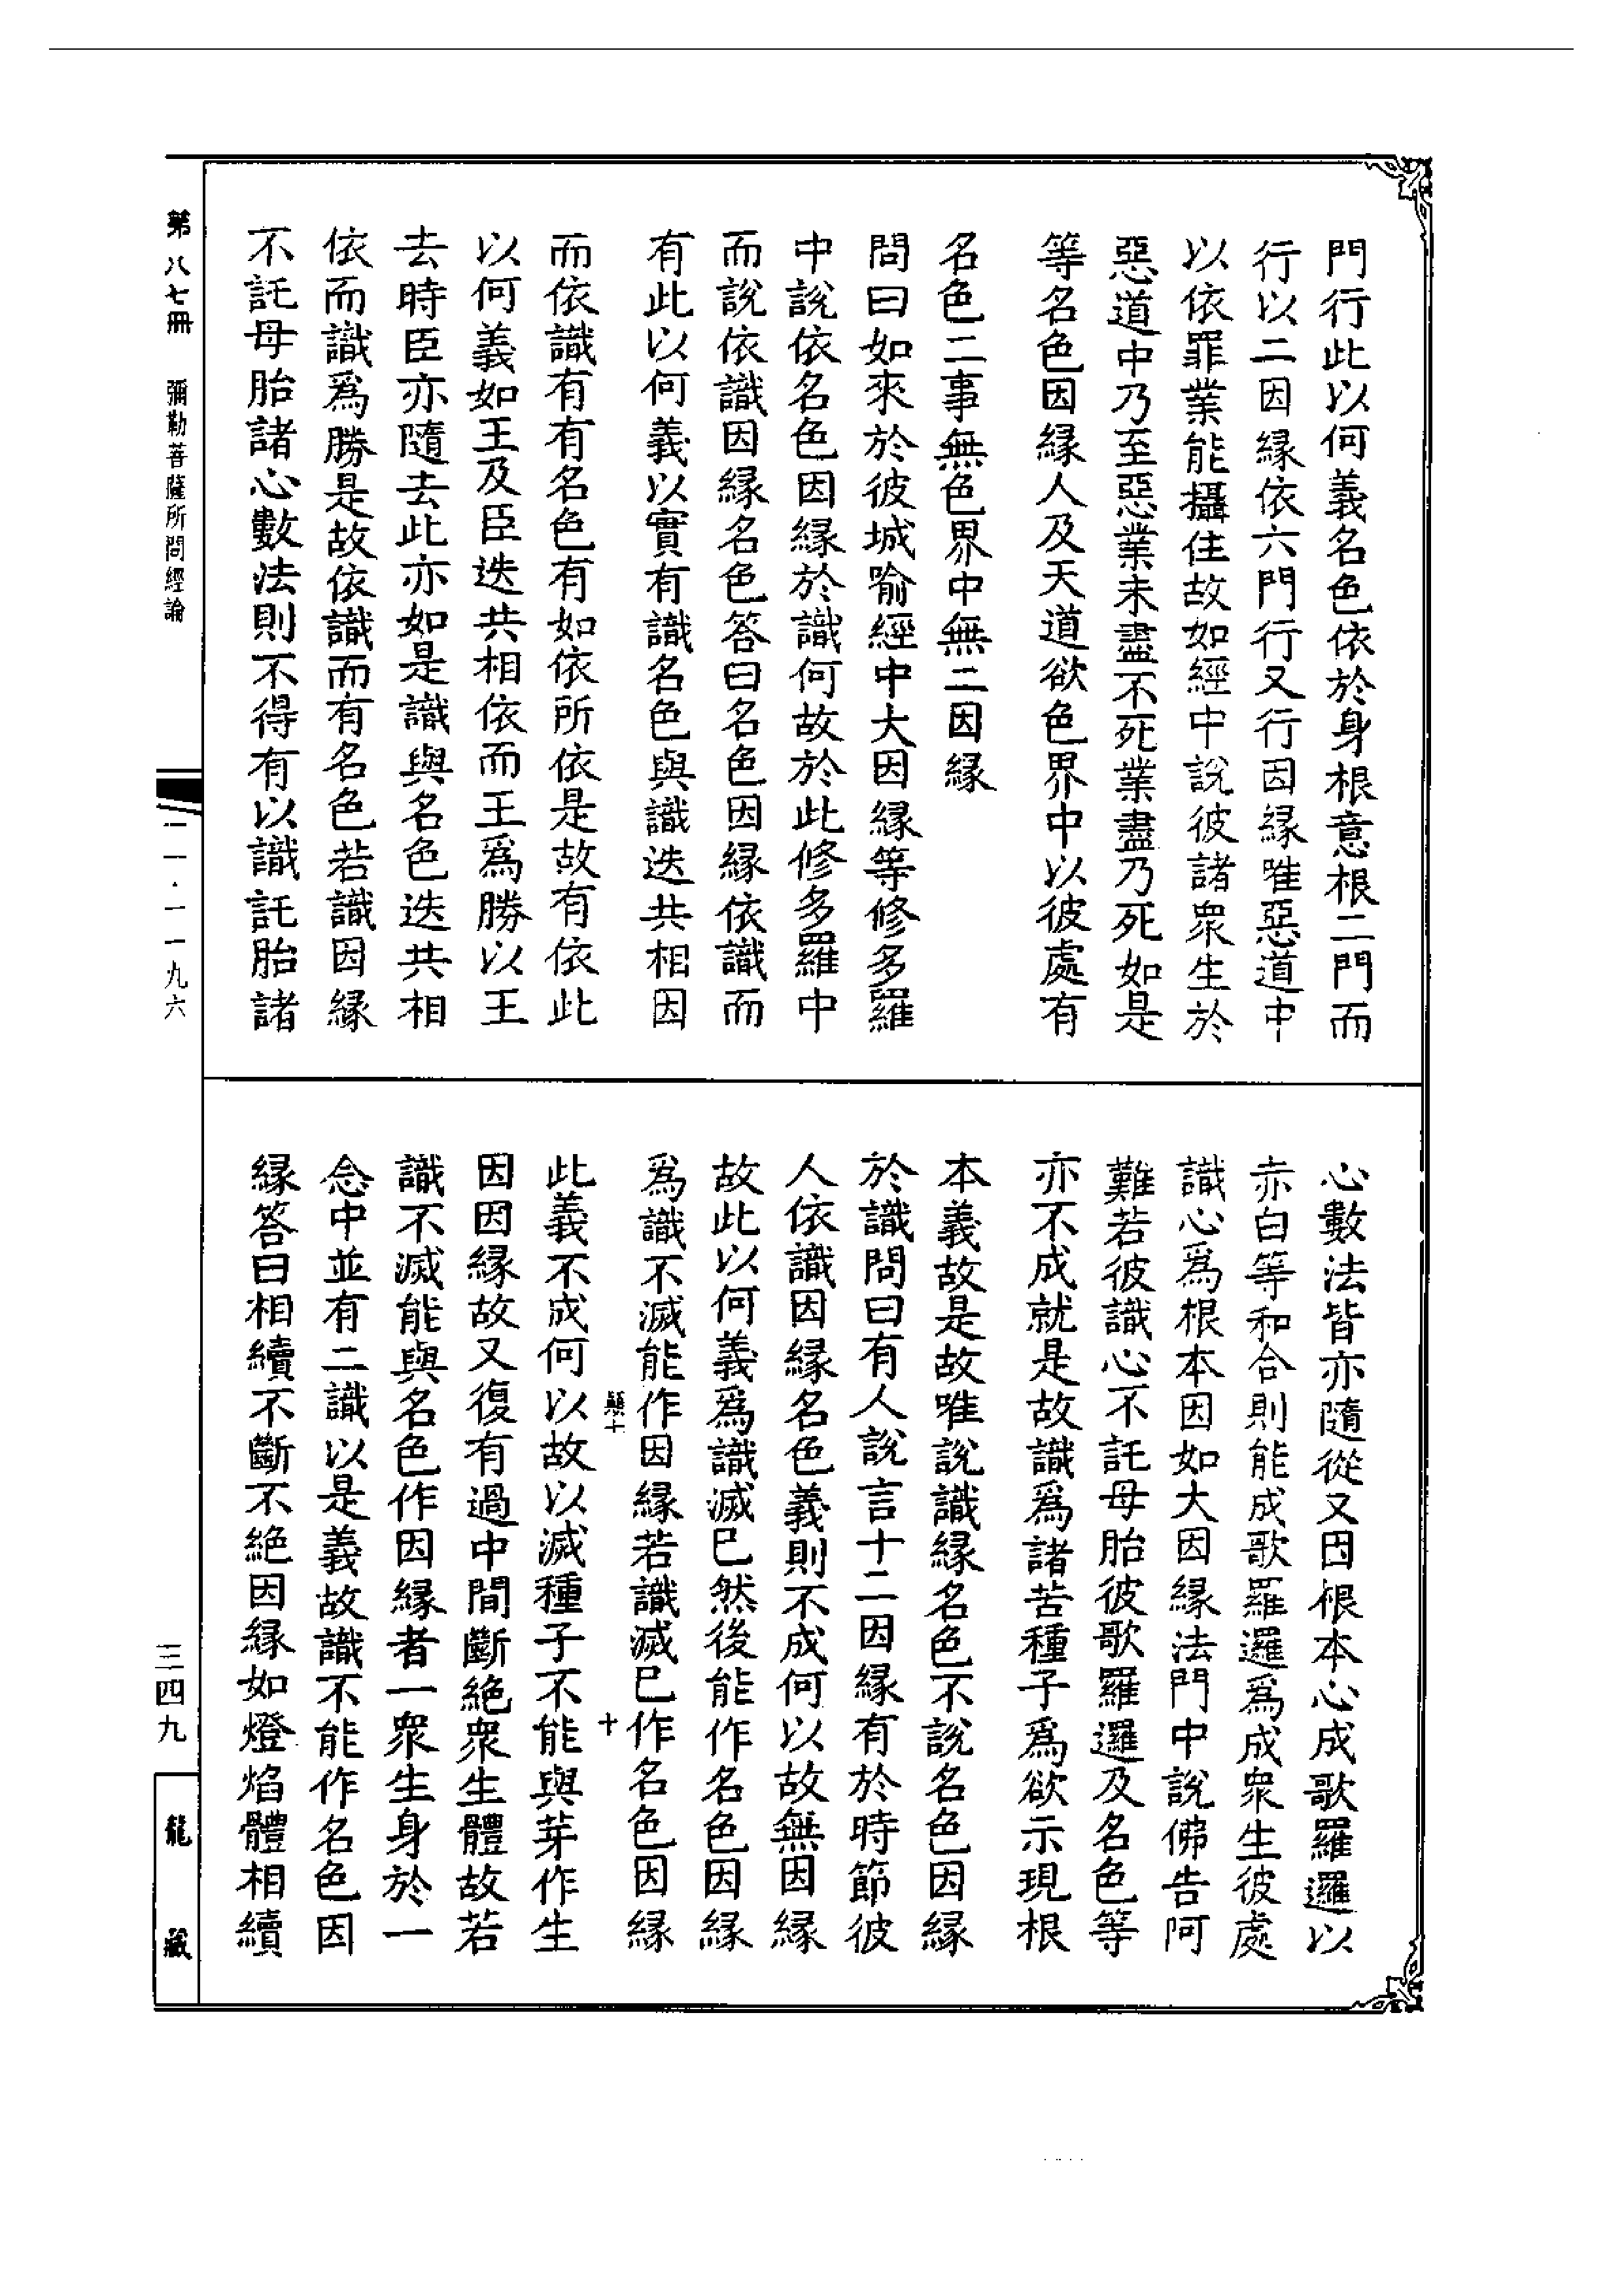 門行此以何義名色依於身根意根二門而
行以二因縁依六門行又行因縁唯惡道中
以依罪業能攝住故如經中說彼諸衆生於
惡道中乃至惡業未盡不死業盡乃死如是
等名色因縁人及天道欲色界中以彼處有
名色二事無色界中無二因縁
問曰如來於彼城喻經中大因縁等修多羅
中說依名色因縁於識何故於此修多羅中
而說依識因縁名色答曰名色因縁依識而
有此以何義以實有識名色與識迭共相因
而依識有有名色有如依所依是故有依此
以何義如王及臣迭共相依而王爲勝以王
去時臣亦隨去此亦如是識與名色迭共相
依而識爲勝是故依識而有名色若識因縁
不託母胎諸心數法則不得有以識託胎諸
心數法皆亦隨從又因根本心成歌羅邏以
赤白等和合則能成歌羅邏爲成衆生彼處
識心爲根本因如大因縁法門中說佛告阿
難若彼識心不託母胎彼歌羅邏及名色等
亦不成就是故識爲諸苦種子爲欲示現根
本義故是故唯說識縁名色不說名色因縁
於識問曰有人說言十二因縁有於時節彼
人依識因縁名色義則不成何以故無因縁
故此以何義爲識滅已然後能作名色因縁
爲識不滅能作因縁若識滅已作名色因縁
十
此義不成何以故以滅種子不能與芽作生
因因縁故又復有過中間斷絶衆生體故若
識不滅能與名色作因縁者一衆生身於一
念中並有二識以是義故識不能作名色因
縁答曰相續不斷不絶因縁如燈焰體相續
第八七冊 彌勒菩薩所問經論
一一·一一九六
三四九
龍藏